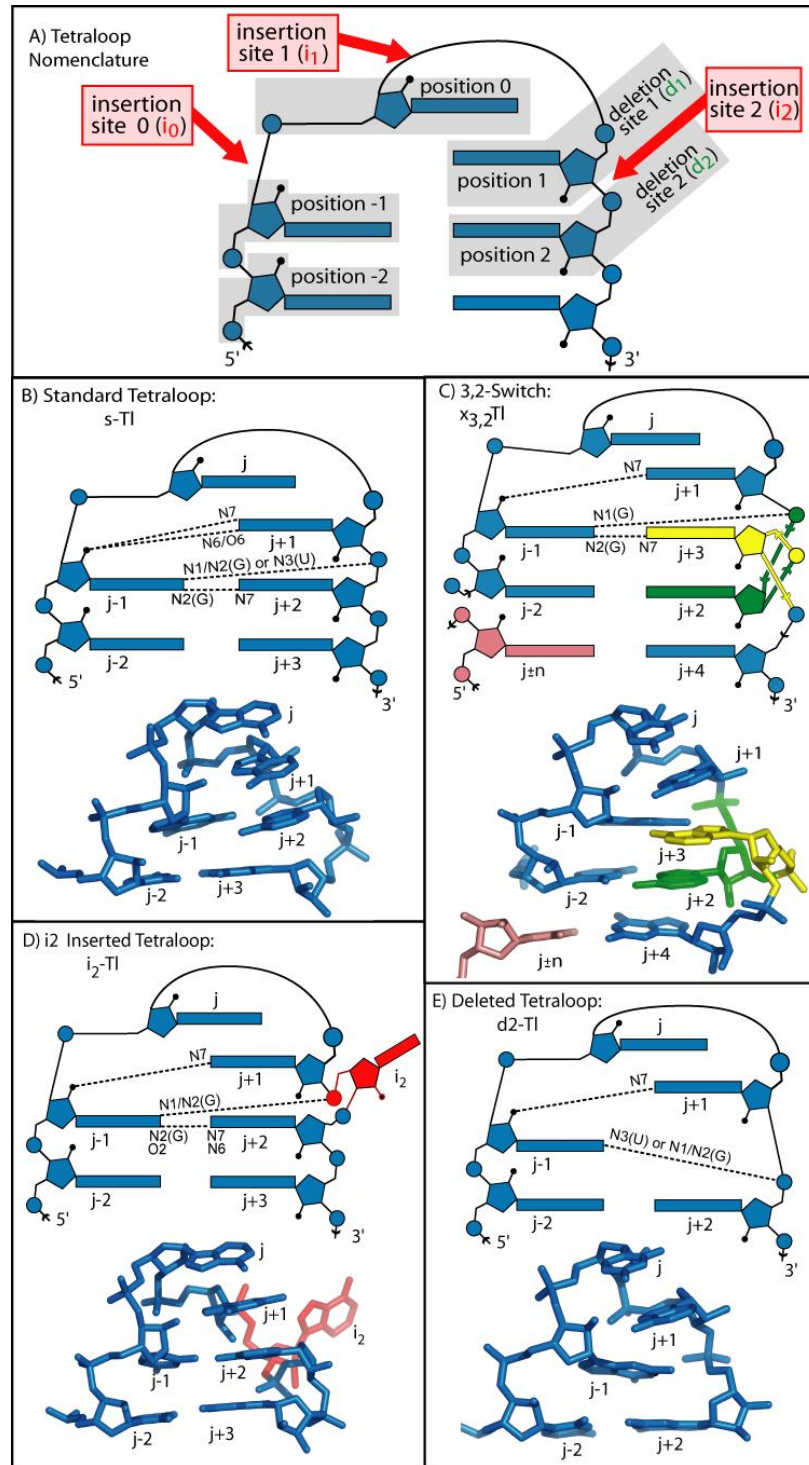 A) Tetraloop
Nomenclature
insertion
site 1 (i1)
insertion
site 0 (i0)
insertion
site 2 (i2)
position 0
deletion
site 1 (d1)
position 1
deletion
site 2 (d2)
position -1
position 2
position -2
5'
3'
B) Standard Tetraloop:
s-Tl
j
N7
N6/O6
j+1
N1/N2(G) or N3(U)
j-1
N2(G)
N7
j+2
j-2
j+3
5'
3'
j
j+1
j-1
j+2
j-2
j+3
C) 3,2-Switch:
x3,2Tl
j
N7
j+1
N1(G)
j-1
N2(G)
N7
j+3
j-2
j+2
j±n
j+4
5'
3'
j
j+1
j-1
j+3
j-2
j+2
j±n
j+4
D) i2 Inserted Tetraloop:
i2-Tl
j
N7
j+1
i2
N1/N2(G)
j-1
N2(G)
O2
N7
N6
j+2
j-2
j+3
5'
3'
j
j+1
i2
j-1
j+2
j-2
j+3
E) Deleted Tetraloop:
d2-Tl
j
N7
j+1
N3(U) or N1/N2(G)
j-1
j-2
j+2
5'
3'
j
j+1
j-1
j-2
j+2